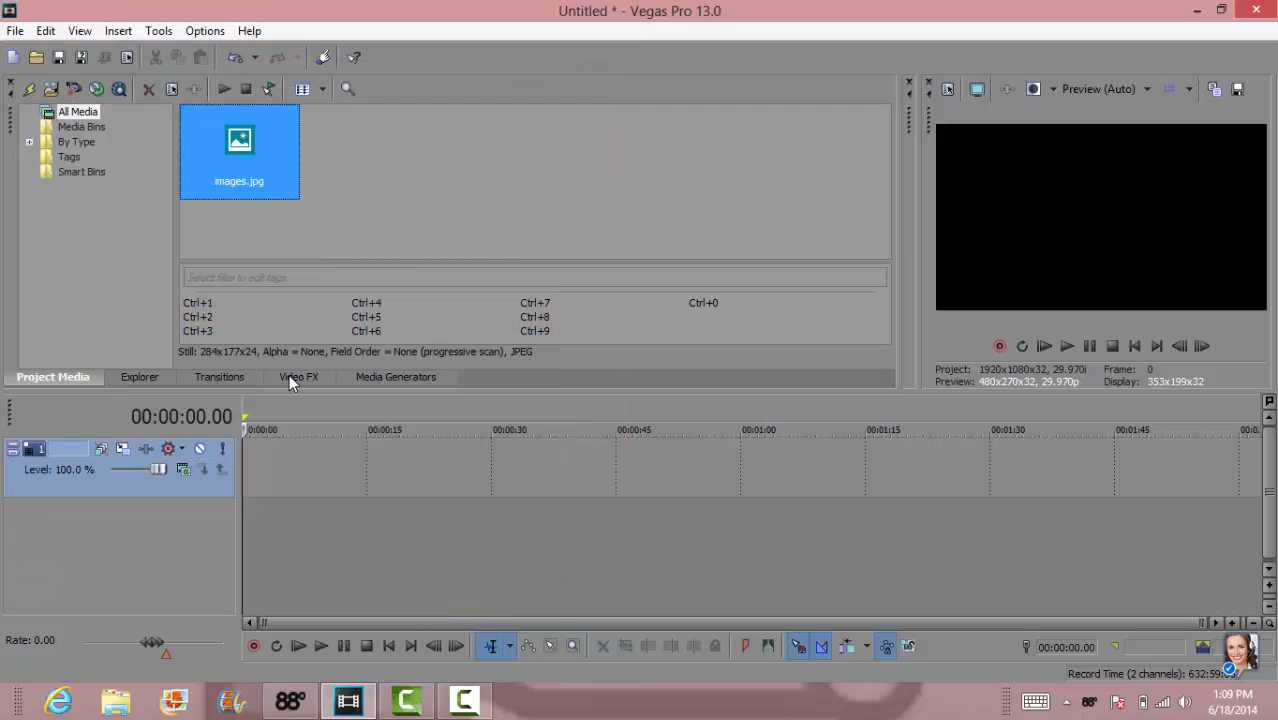 Untitled * - Vegas Pro 13.0
File Edit View Insert Tools Options Help
Preview (Auto)
All Media
Media Bins
By Type
Tags
Smart Bins
images.jpg
Select files to edit tags
Ctrl+1 Ctrl+4 Ctrl+7 Ctrl+0
Ctrl+2 Ctrl+5 Ctrl+8
Ctrl+3 Ctrl+6 Ctrl+9
Still: 284x177x24, Alpha = None, Field Order = None (progressive scan), JPEG
Project Media Explorer Transitions Video FX Media Generators
Project: 1920x1080x32, 29.970i Frame: 0
Preview: 480x270x32, 29.970p Display: 353x199x32
00:00:00.00
0:00:00 00:00:15 00:00:30 00:00:45 00:01:00 00:01:15 00:01:30 00:01:45
1
Level: 100.0 %
Rate: 0.00
00:00:00.00
Record Time (2 channels): 632:59:
88° 88°
1:09 PM
6/18/2014